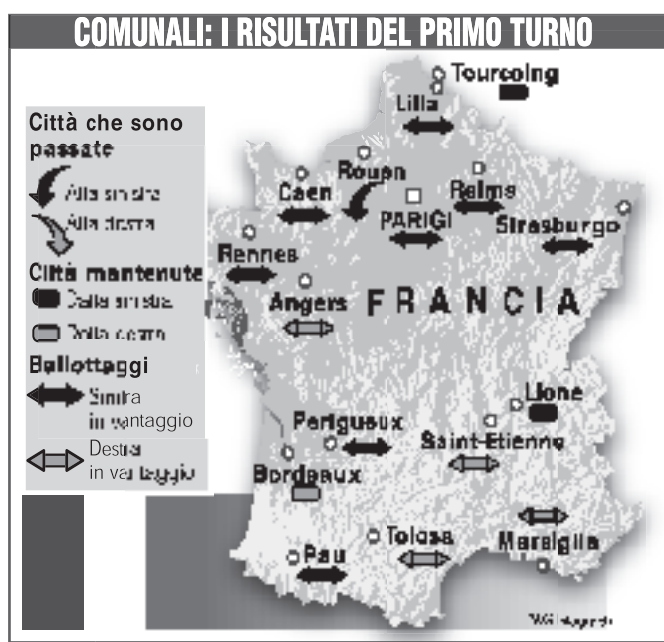 COMUNALI: I RISULTATI DEL PRIMO TURNO
Tourcoing
Lilla
Città che sono
passate
Alla sinistra
Alla destra
Città mantenute
Dalla sinistra
Dalla destra
Ballottaggi
Sinistra
in vantaggio
Destra
in vantaggio
Rouen
Caen
Reims
PARIGI
Strasburgo
Rennes
Angers
FRANCIA
Lione
Perigueux
Saint-Etienne
Bordeaux
Tolosa
Marsiglia
Pau